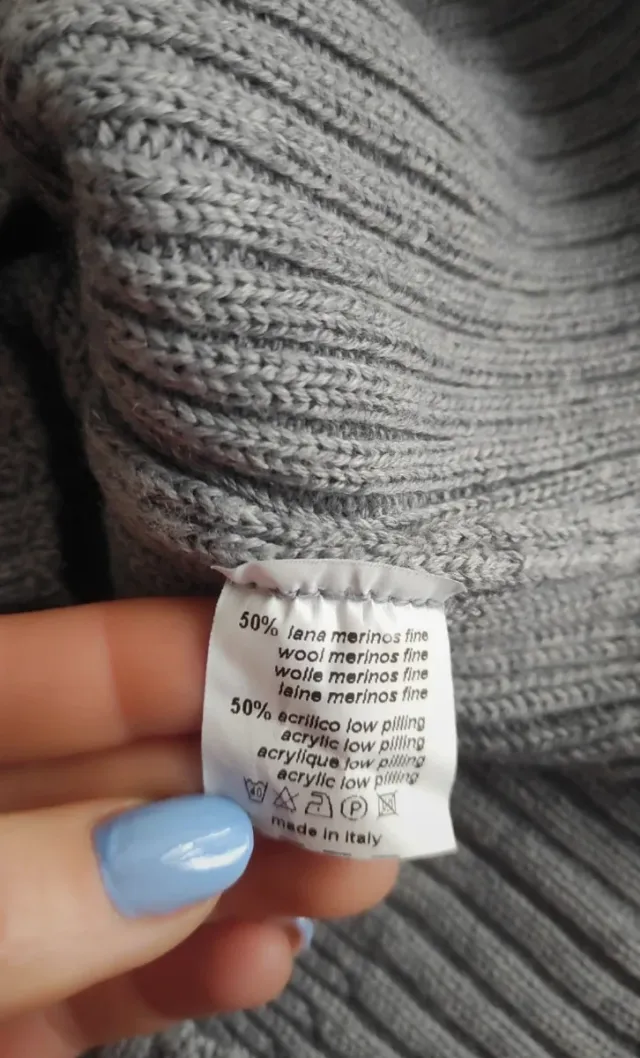 50% lana merinos fine
wool merinos fine
wolle merinos fine
laine merinos fine
50% acrilico low pilling
acrylic low pilling
acrylique low pilling
acrylic low pilling
40 P
made in italy